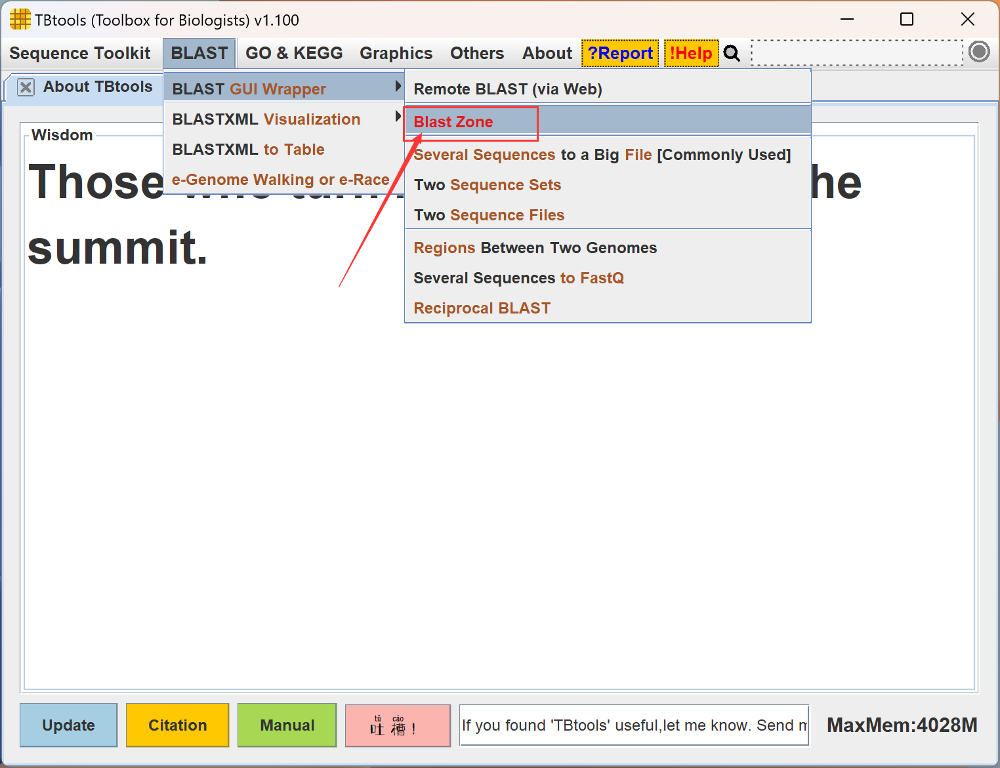 TBtools (Toolbox for Biologists) v1.100
Sequence Toolkit BLAST GO & KEGG Graphics Others About ?Report !Help
About TBtools
BLAST GUI Wrapper
BLASTXML Visualization
BLASTXML to Table
e-Genome Walking or e-Race
Remote BLAST (via Web)
Blast Zone
Several Sequences to a Big File [Commonly Used]
Two Sequence Sets
Two Sequence Files
Regions Between Two Genomes
Several Sequences to FastQ
Reciprocal BLAST
Wisdom
Those who he
summit.
Update Citation Manual
tǔ cáo
吐槽！
If you found 'TBtools' useful,let me know. Send
MaxMem:4028M